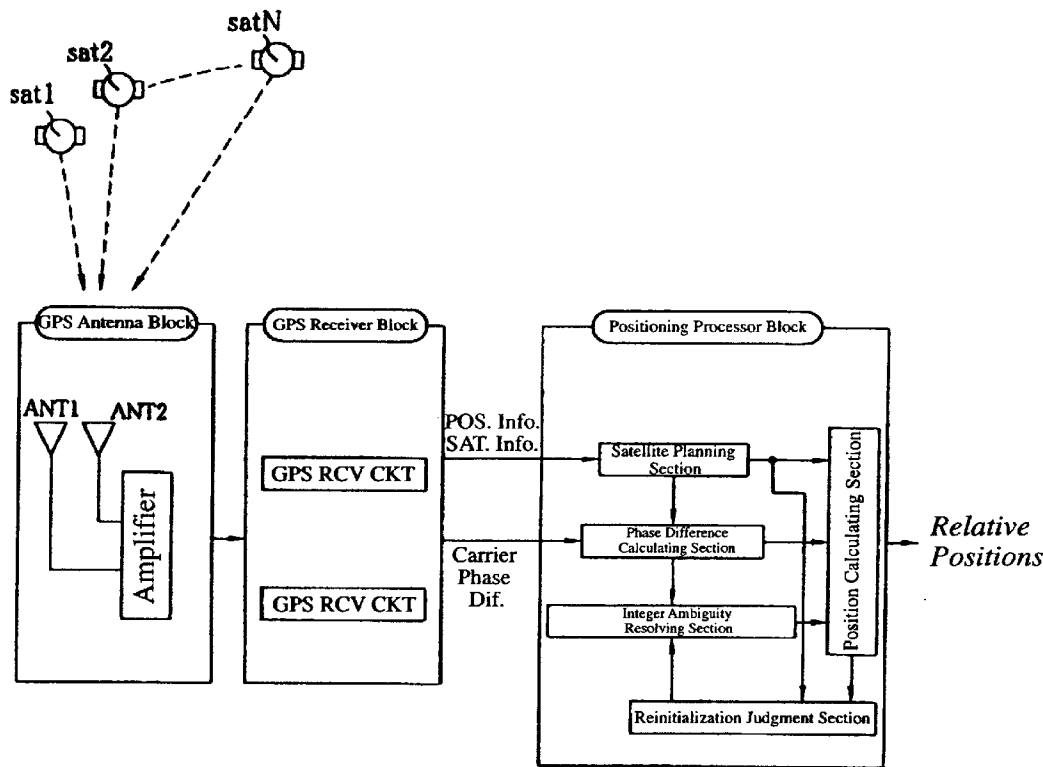 satN
sat2
sat1
GPS Antenna Block
GPS Receiver Block
Positioning Processor Block
ANT1
ANT2
Amplifier
GPS RCV CKT
GPS RCV CKT
POS. Info.
SAT. Info.
Carrier
Phase
Dif.
Satellite Planning
Section
Phase Difference
Calculating Section
Integer Ambiguity
Resolving Section
Position Calculating Section
Reinitialization Judgment Section
Relative
Positions